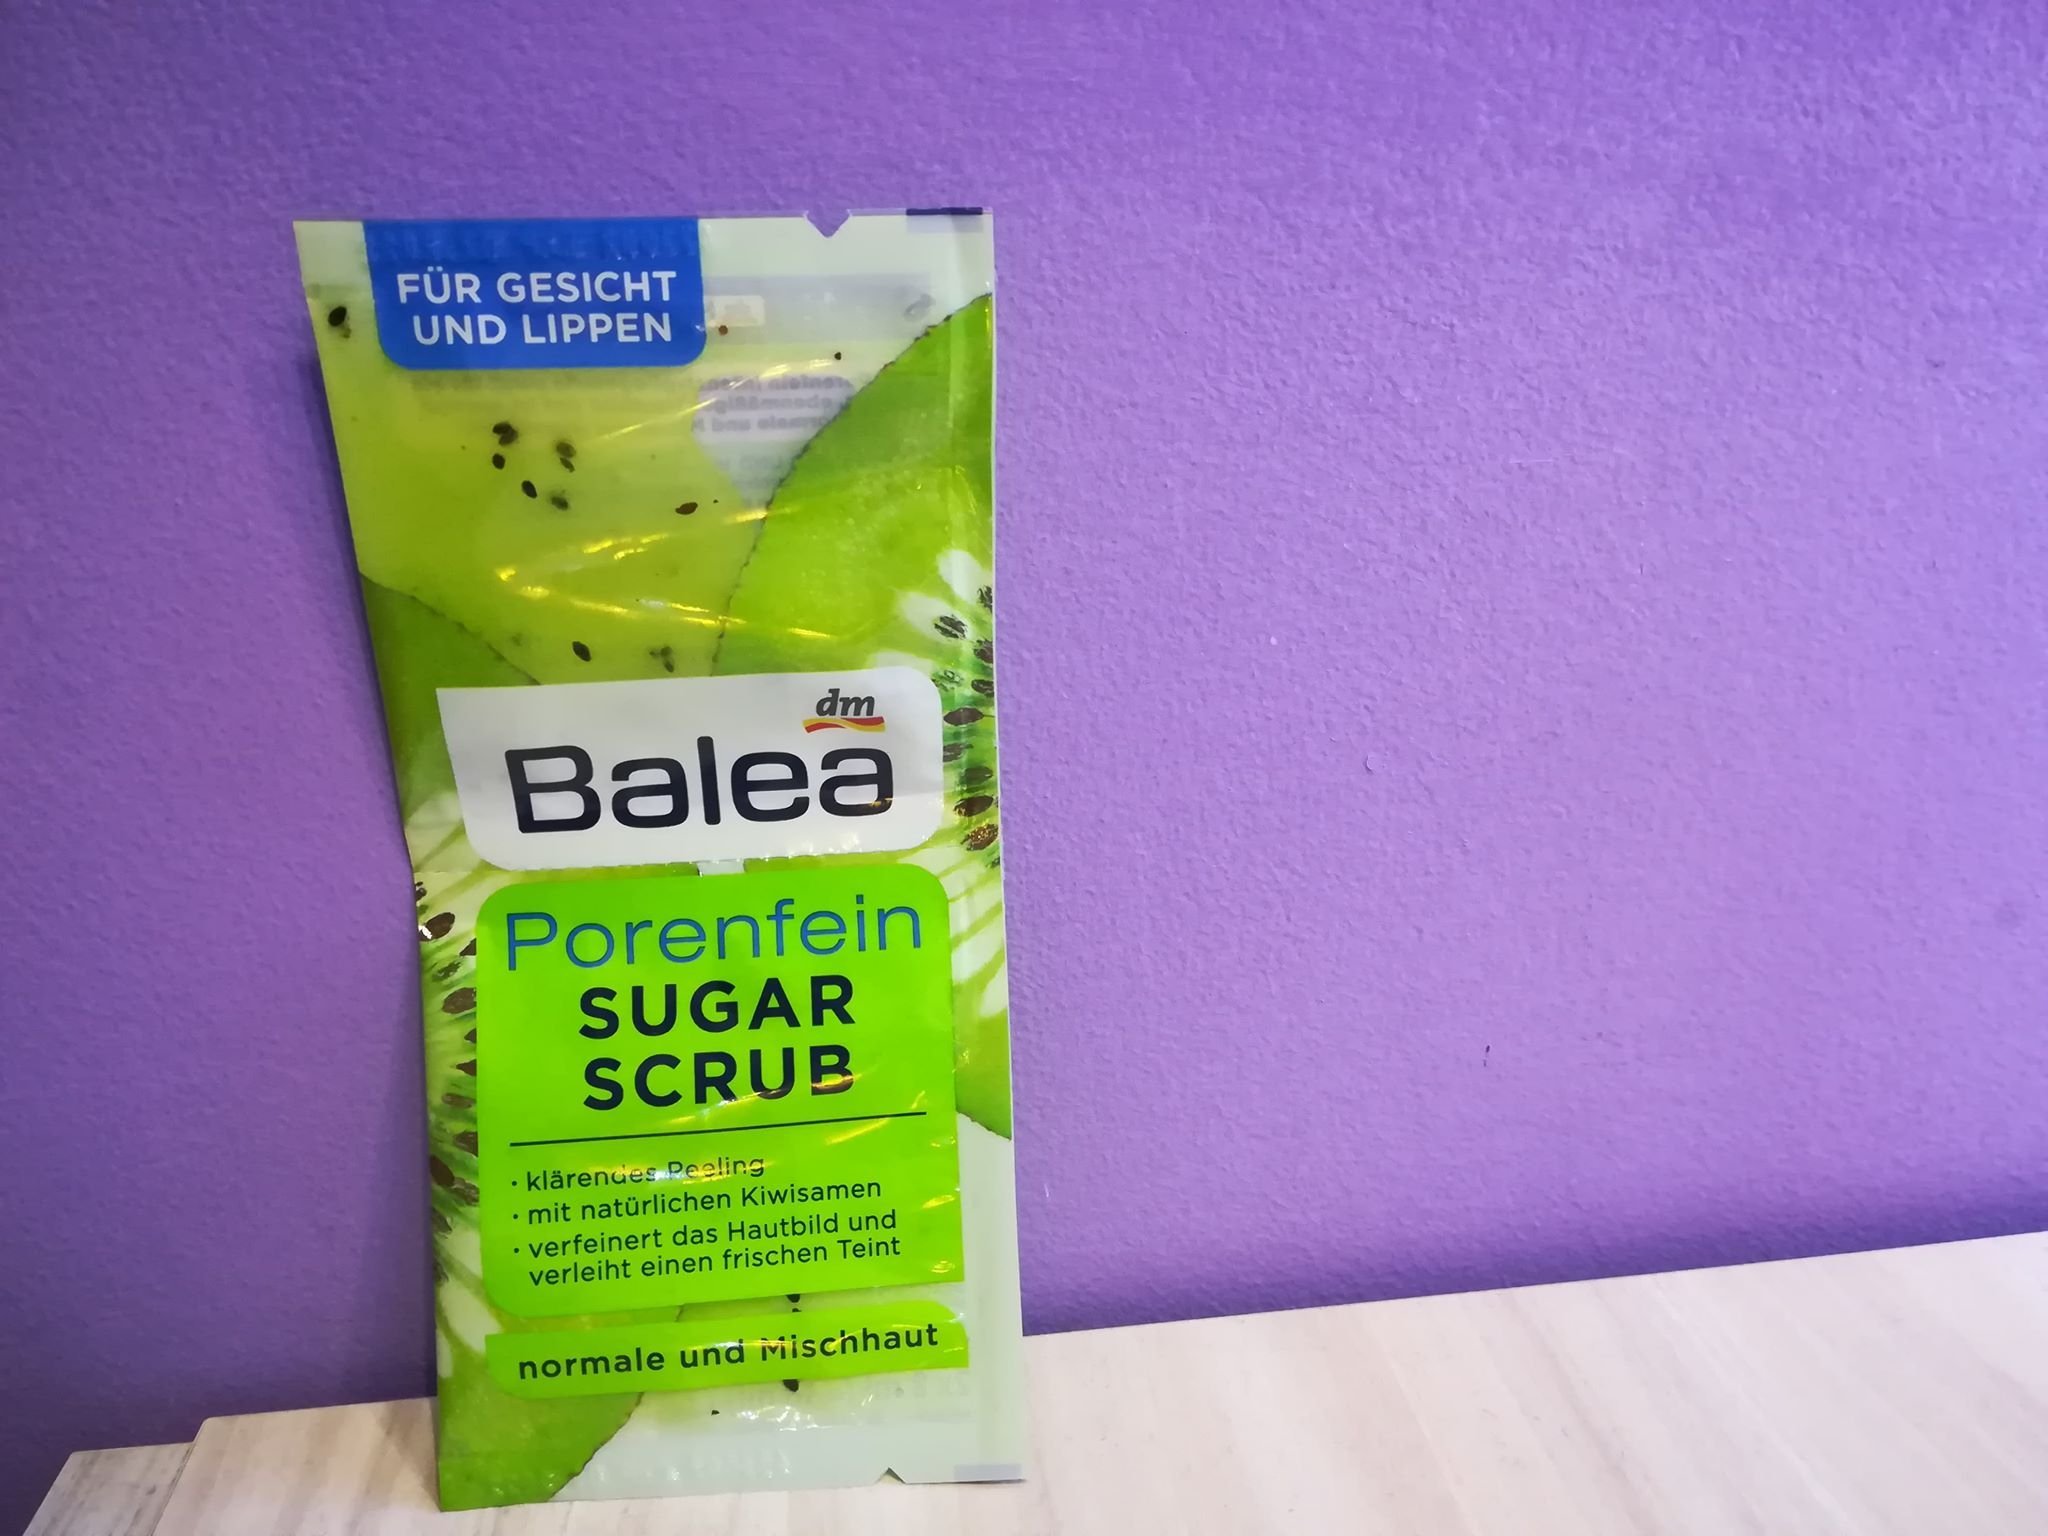 FÜR GESICHT
UND LIPPEN
dm
Balea
Porenfein
SUGAR
SCRUB
• klärendes Peeling
• mit natürlichen Kiwisamen
• verfeinert das Hautbild und
verleiht einen frischen Teint
normale und Mischhaut